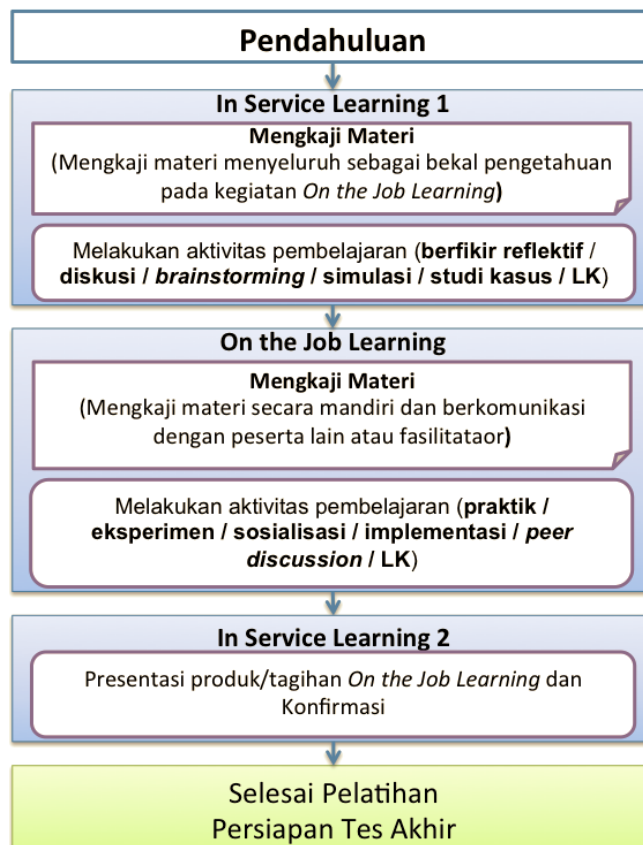 Pendahuluan
In Service Learning 1
Mengkaji Materi
(Mengkaji materi menyeluruh sebagai bekal pengetahuan
pada kegiatan On the Job Learning)
Melakukan aktivitas pembelajaran (berfikir reflektif /
diskusi / brainstorming / simulasi / studi kasus / LK)
On the Job Learning
Mengkaji Materi
(Mengkaji materi secara mandiri dan berkomunikasi
dengan peserta lain atau fasilitataor)
Melakukan aktivitas pembelajaran (praktik /
eksperimen / sosialisasi / implementasi / peer
discussion / LK)
In Service Learning 2
Presentasi produk/tagihan On the Job Learning dan
Konfirmasi
Selesai Pelatihan
Persiapan Tes Akhir